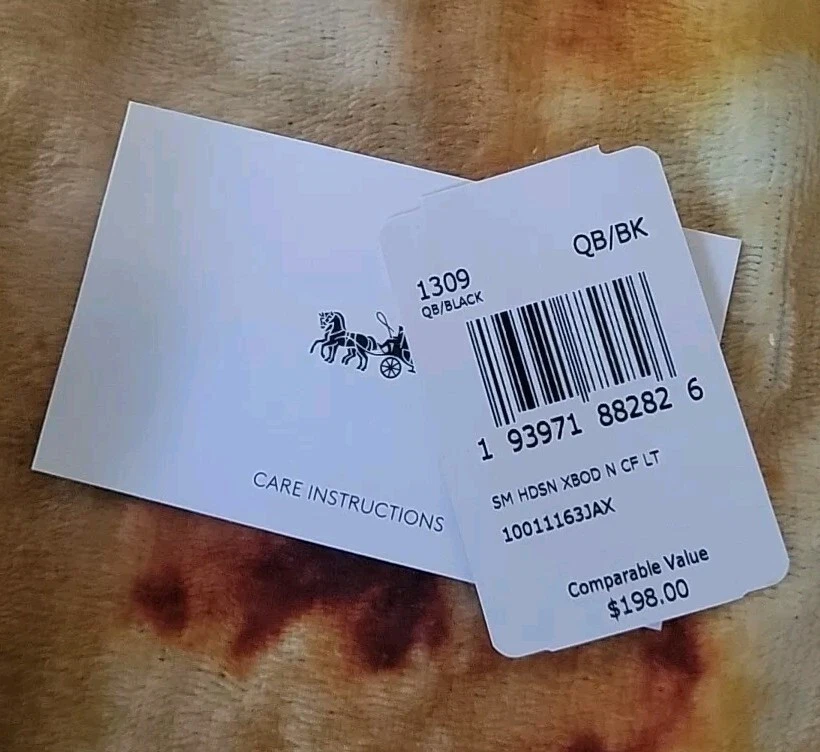 QB/BK
1309
QB/BLACK
1 93971 88282 6
SM HDSN XBOD N CF LT
10011163JAX
Comparable Value
$198.00
CARE INSTRUCTIONS